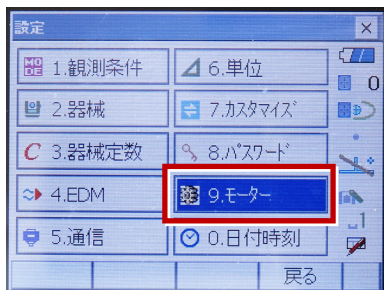 設定
MODE 1.観測条件
2.器械
C 3.器械定数
4.EDM
5.通信
6.単位
7.ｶｽﾀﾏｲｽﾞ
8.ﾊﾟｽﾜｰﾄﾞ
9.ﾓｰﾀｰ
0.日付時刻
0
1
戻る